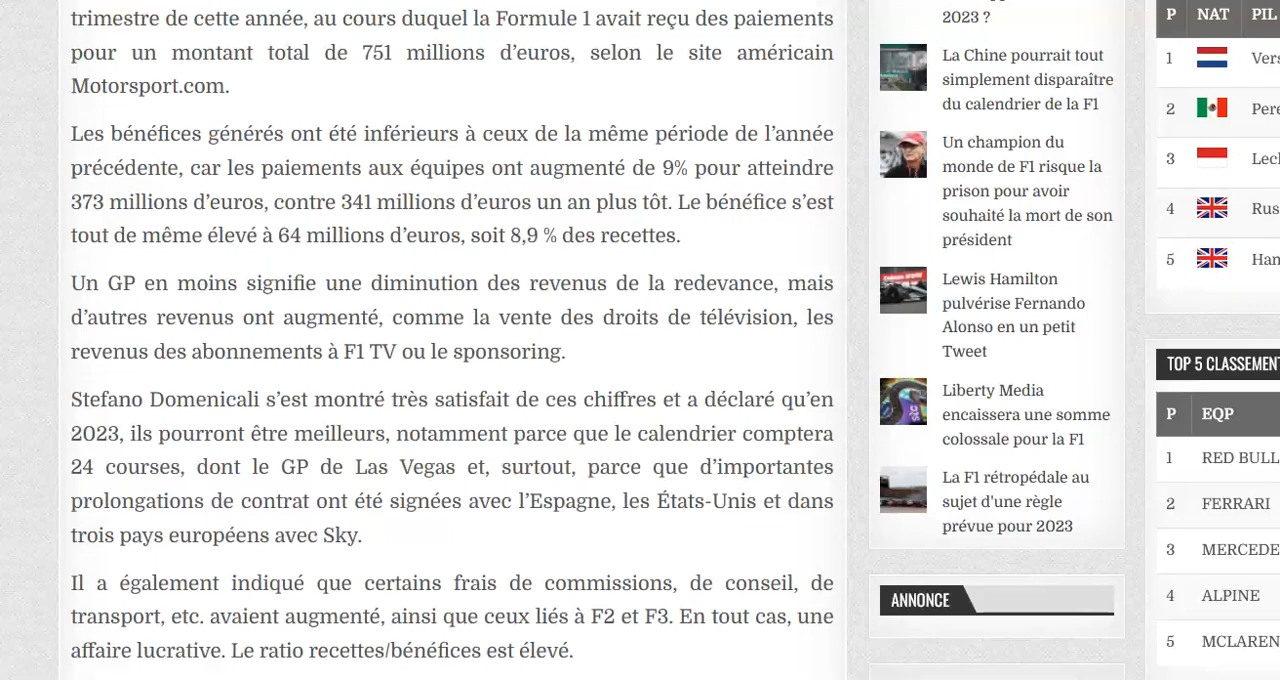 trimestre de cette année, au cours duquel la Formule 1 avait reçu des paiements
pour un montant total de 751 millions d’euros, selon le site américain
Motorsport.com.
Les bénéfices générés ont été inférieurs à ceux de la même période de l’année
précédente, car les paiements aux équipes ont augmenté de 9% pour atteindre
373 millions d’euros, contre 341 millions d’euros un an plus tôt. Le bénéfice s’est
tout de même élevé à 64 millions d’euros, soit 8,9 % des recettes.
Un GP en moins signifie une diminution des revenus de la redevance, mais
d’autres revenus ont augmenté, comme la vente des droits de télévision, les
revenus des abonnements à F1 TV ou le sponsoring.
Stefano Domenicali s’est montré très satisfait de ces chiffres et a déclaré qu’en
2023, ils pourront être meilleurs, notamment parce que le calendrier comptera
24 courses, dont le GP de Las Vegas et, surtout, parce que d’importantes
prolongations de contrat ont été signées avec l’Espagne, les États-Unis et dans
trois pays européens avec Sky.
Il a également indiqué que certains frais de commissions, de conseil, de
transport, etc. avaient augmenté, ainsi que ceux liés à F2 et F3. En tout cas, une
affaire lucrative. Le ratio recettes/bénéfices est élevé.
2023 ?
La Chine pourrait tout
simplement disparaître
du calendrier de la F1
Un champion du
monde de F1 risque la
prison pour avoir
souhaité la mort de son
président
Lewis Hamilton
pulvérise Fernando
Alonso en un petit
Tweet
Liberty Media
encaissera une somme
colossale pour la F1
La F1 rétropédale au
sujet d'une règle
prévue pour 2023
ANNONCE
P NAT PIL
1 Vers
2 Pere
3 Lecl
4 Rus
5 Ham
TOP 5 CLASSEMENT
P EQP
1 RED BULL
2 FERRARI
3 MERCEDE
4 ALPINE
5 MCLAREN